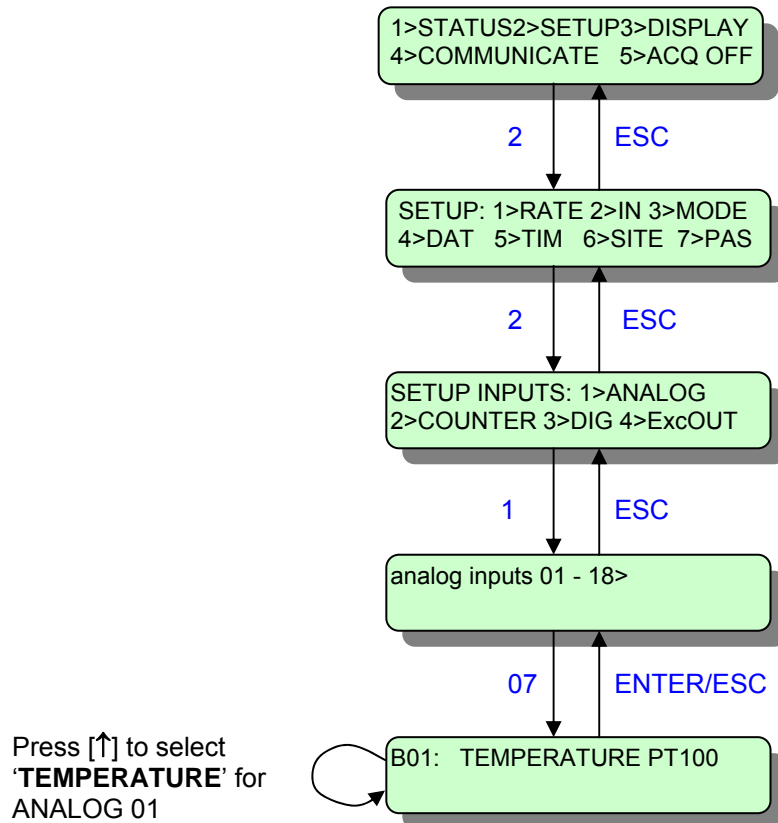 1>STATUS2>SETUP3>DISPLAY
4>COMMUNICATE 5>ACQ OFF
2 ESC
SETUP: 1>RATE 2>IN 3>MODE
4>DAT 5>TIM 6>SITE 7>PAS
2 ESC
SETUP INPUTS: 1>ANALOG
2>COUNTER 3>DIG 4>ExcOUT
1 ESC
analog inputs 01 - 18>
07 ENTER/ESC
Press [↑] to select
‘TEMPERATURE’ for
ANALOG 01
B01: TEMPERATURE PT100